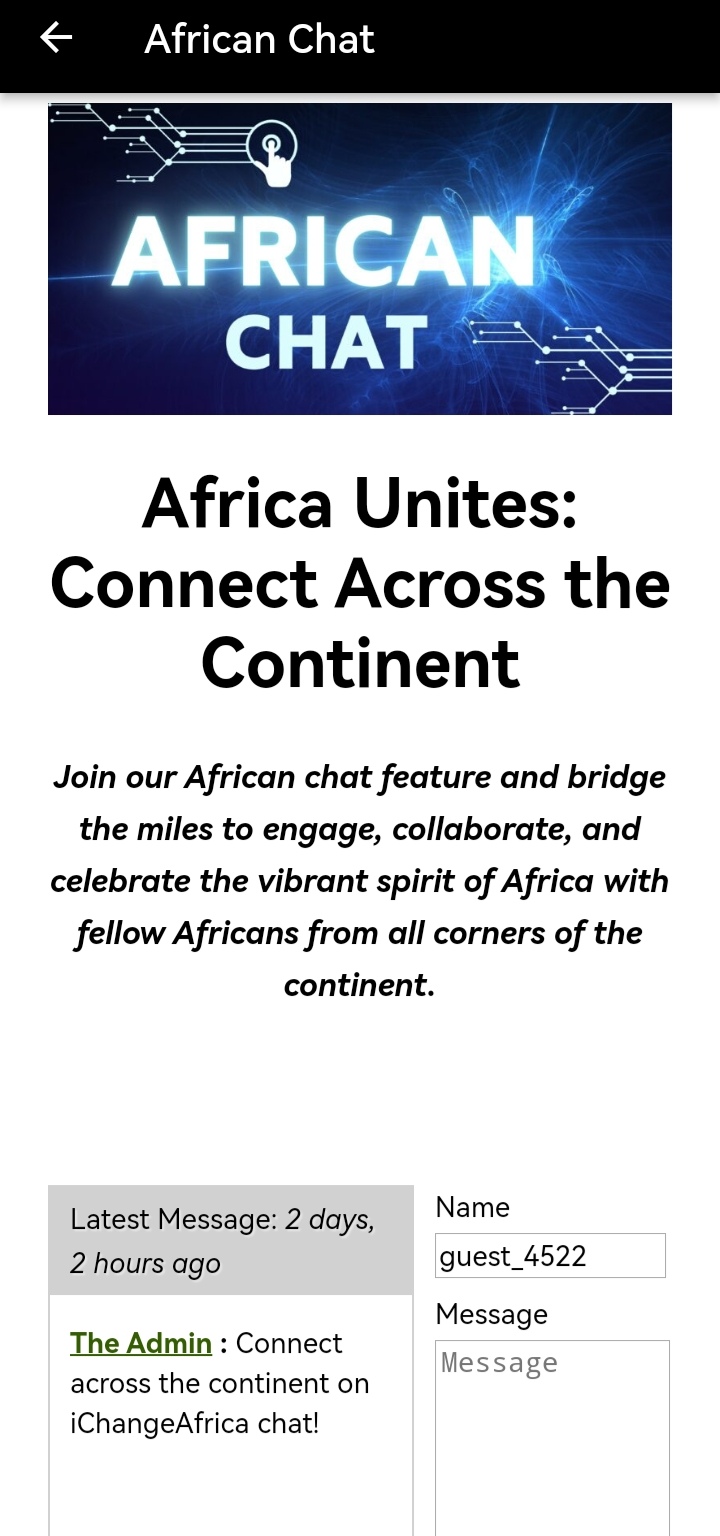 African Chat
AFRICAN
CHAT
Africa Unites:
Connect Across the
Continent
Join our African chat feature and bridge
the miles to engage, collaborate, and
celebrate the vibrant spirit of Africa with
fellow Africans from all corners of the
continent.
Latest Message: 2 days,
2 hours ago
The Admin : Connect
across the continent on
iChangeAfrica chat!
Name
guest_4522
Message
Message